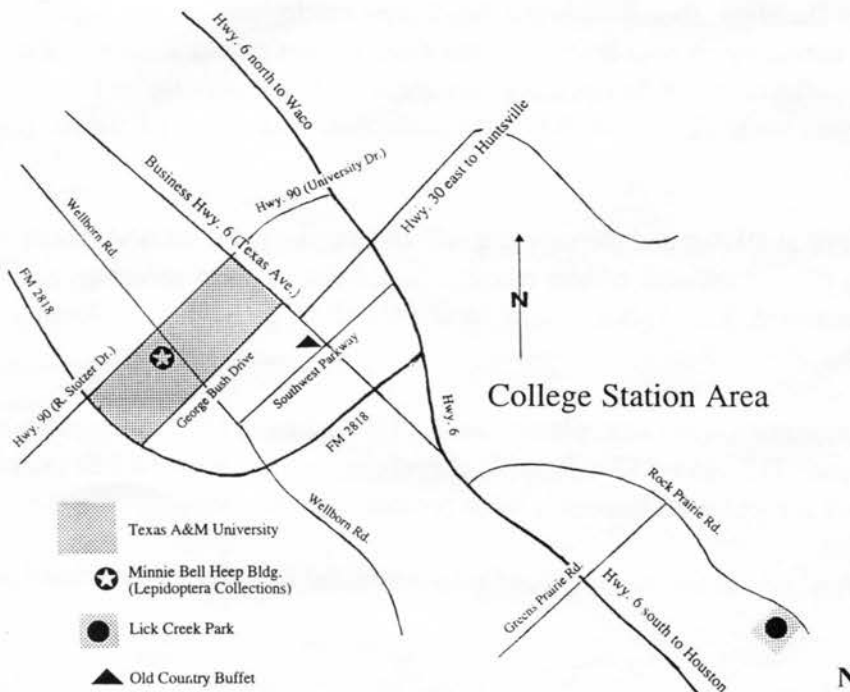 Hwy. 6 north to Waco
Hwy. 30 east to Huntsville
Hwy. 90 (University Dr.)
Business Hwy. 6 (Texas Ave.)
Wellborn Rd.
FM 2818
N
Hwy. 90 (R. Stotzer Dr.)
George Bush Drive
Southwest Parkway
FM 2818
Hwy. 6
College Station Area
Wellborn Rd.
Rock Prairie Rd.
Greens Prairie Rd.
Hwy. 6 south to Houston
Texas A&M University
Minnie Bell Heep Bldg.
(Lepidoptera Collections)
Lick Creek Park
Old Country Buffet
N